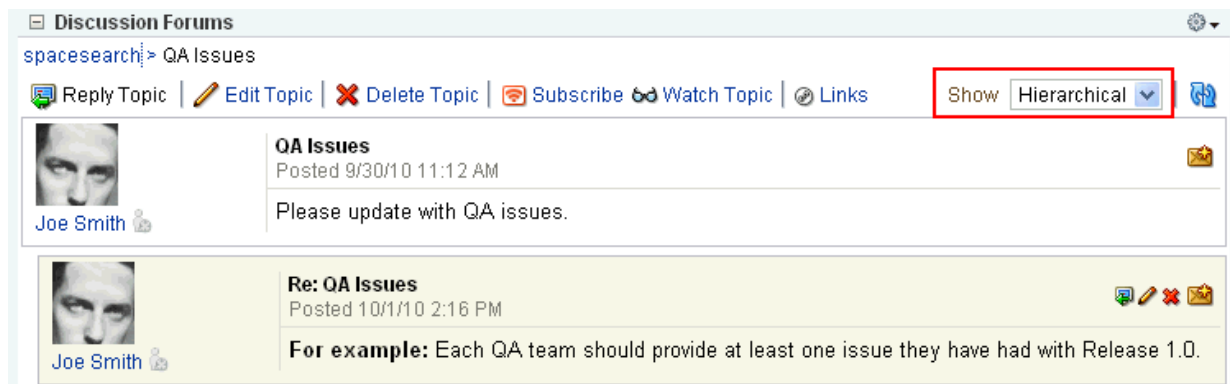 Discussion Forums
spacesearch > QA Issues
Reply Topic | Edit Topic | Delete Topic | Subscribe Watch Topic | Links Show Hierarchical
QA Issues
Posted 9/30/10 11:12 AM
Please update with QA issues.
Joe Smith
Re: QA Issues
Posted 10/1/10 2:16 PM
For example: Each QA team should provide at least one issue they have had with Release 1.0.
Joe Smith